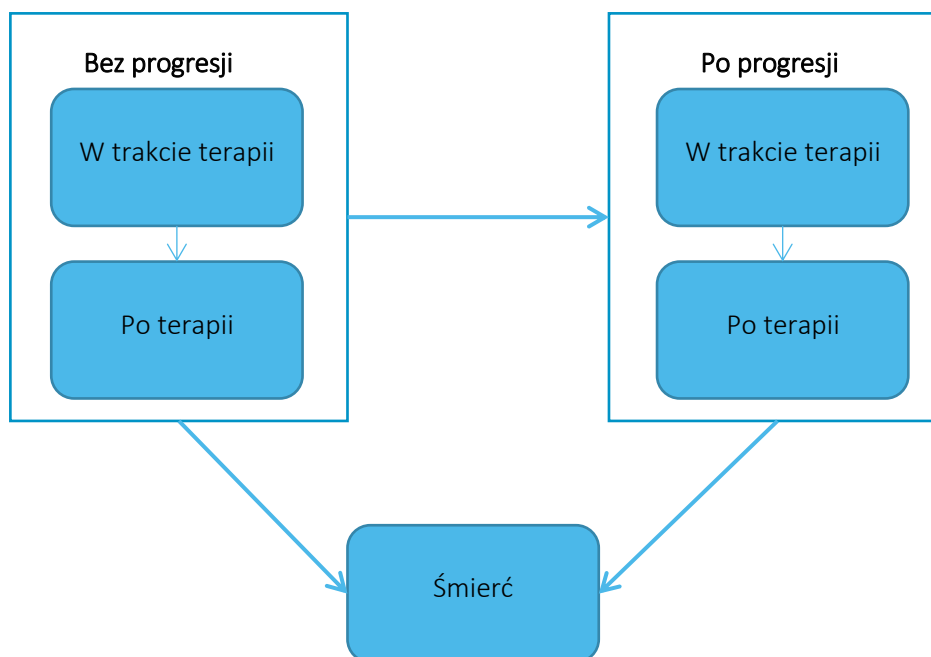 Bez progresji
W trakcie terapii
Po terapii
Po progresji
W trakcie terapii
Po terapii
Śmierć